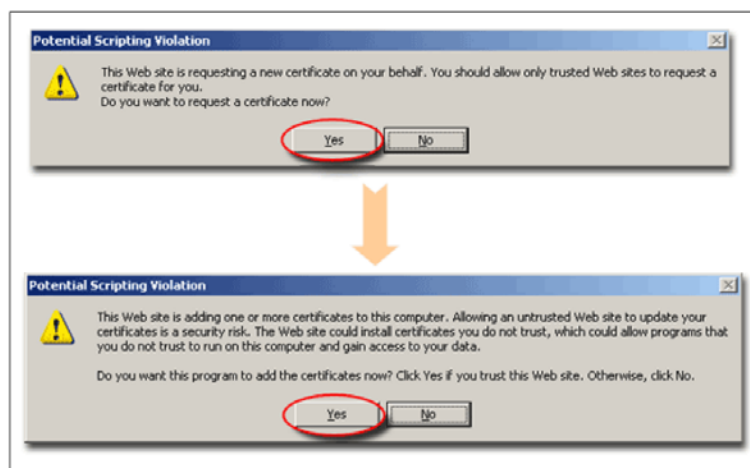 Potential Scripting Violation
This Web site is requesting a new certificate on your behalf. You should allow only trusted Web sites to request a
certificate for you.
Do you want to request a certificate now?
Yes No
Potential Scripting Violation
This Web site is adding one or more certificates to this computer. Allowing an untrusted Web site to update your
certificates is a security risk. The Web site could install certificates you do not trust, which could allow programs that
you do not trust to run on this computer and gain access to your data.
Do you want this program to add the certificates now? Click Yes if you trust this Web site. Otherwise, click No.
Yes No